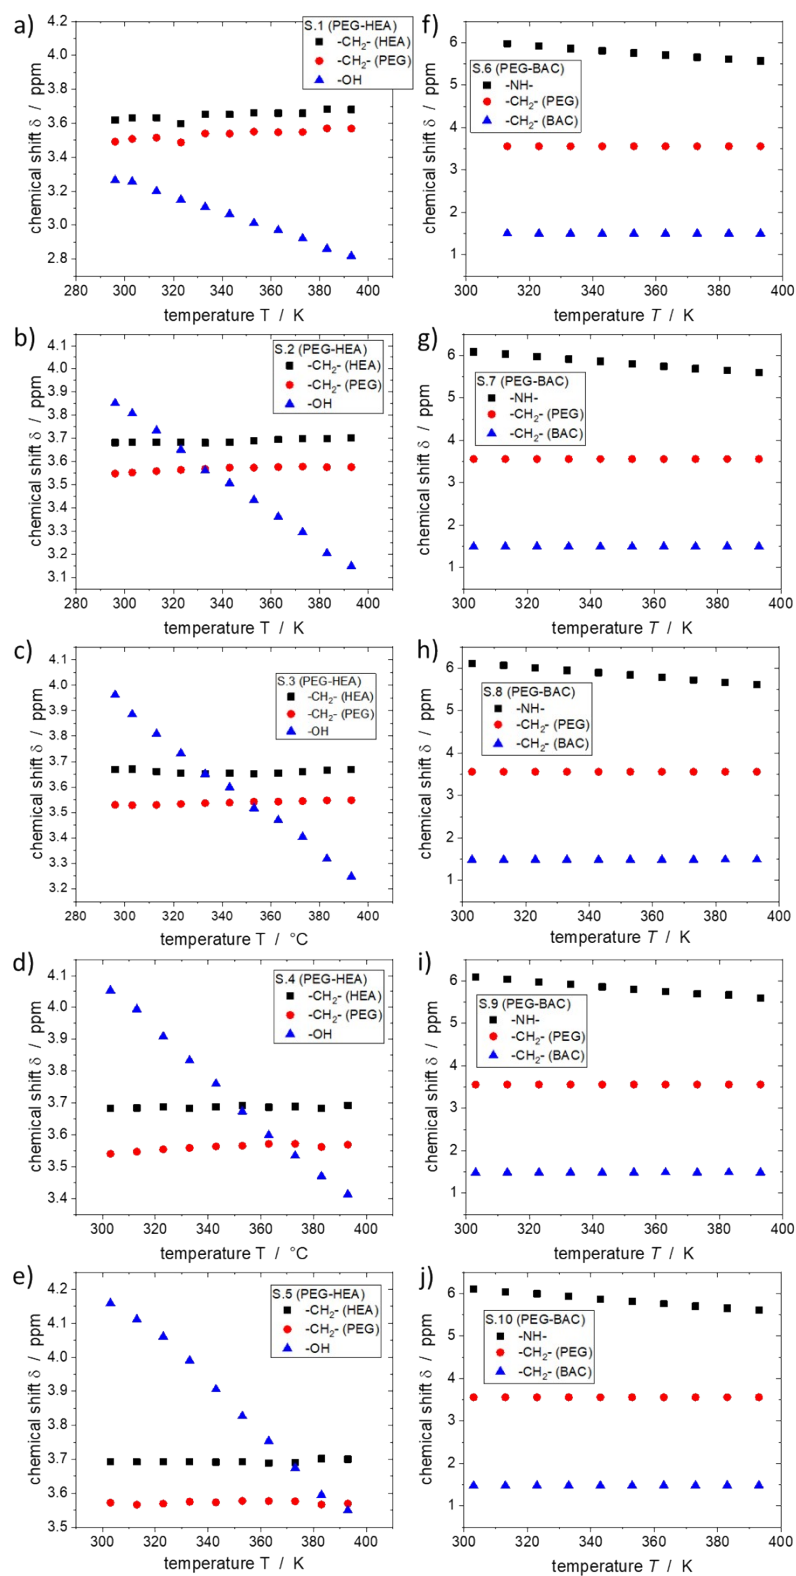 a)
chemical shift δ / ppm
4.2
4.0
3.8
3.6
3.4
3.2
3.0
2.8
S.1 (PEG-HEA)
-CH₂- (HEA)
-CH₂- (PEG)
-OH
280 300 320 340 360 380 400
temperature T / K
f)
chemical shift δ / ppm
6
5
4
3
2
1
S.6 (PEG-BAC)
-NH-
-CH₂- (PEG)
-CH₂- (BAC)
300 320 340 360 380 400
temperature T / K
b)
chemical shift δ / ppm
4.1
4.0
3.9
3.8
3.7
3.6
3.5
3.4
3.3
3.2
3.1
S.2 (PEG-HEA)
-CH₂- (HEA)
-CH₂- (PEG)
-OH
280 300 320 340 360 380 400
temperature T / K
g)
chemical shift δ / ppm
6
5
4
3
2
1
S.7 (PEG-BAC)
-NH-
-CH₂- (PEG)
-CH₂- (BAC)
300 320 340 360 380 400
temperature T / K
c)
chemical shift δ / ppm
4.1
4.0
3.9
3.8
3.7
3.6
3.5
3.4
3.3
3.2
S.3 (PEG-HEA)
-CH₂- (HEA)
-CH₂- (PEG)
-OH
280 300 320 340 360 380 400
temperature T / °C
h)
chemical shift δ / ppm
6
5
4
3
2
1
S.8 (PEG-BAC)
-NH-
-CH₂- (PEG)
-CH₂- (BAC)
300 320 340 360 380 400
temperature T / K
d)
chemical shift δ / ppm
4.1
4.0
3.9
3.8
3.7
3.6
3.5
3.4
S.4 (PEG-HEA)
-CH₂- (HEA)
-CH₂- (PEG)
-OH
300 320 340 360 380 400
temperature T / °C
i)
chemical shift δ / ppm
6
5
4
3
2
1
S.9 (PEG-BAC)
-NH-
-CH₂- (PEG)
-CH₂- (BAC)
300 320 340 360 380 400
temperature T / K
e)
chemical shift δ / ppm
4.2
4.1
4.0
3.9
3.8
3.7
3.6
3.5
S.5 (PEG-HEA)
-CH₂- (HEA)
-CH₂- (PEG)
-OH
300 320 340 360 380 400
temperature T / K
j)
chemical shift δ / ppm
6
5
4
3
2
1
S.10 (PEG-BAC)
-NH-
-CH₂- (PEG)
-CH₂- (BAC)
300 320 340 360 380 400
temperature T / K